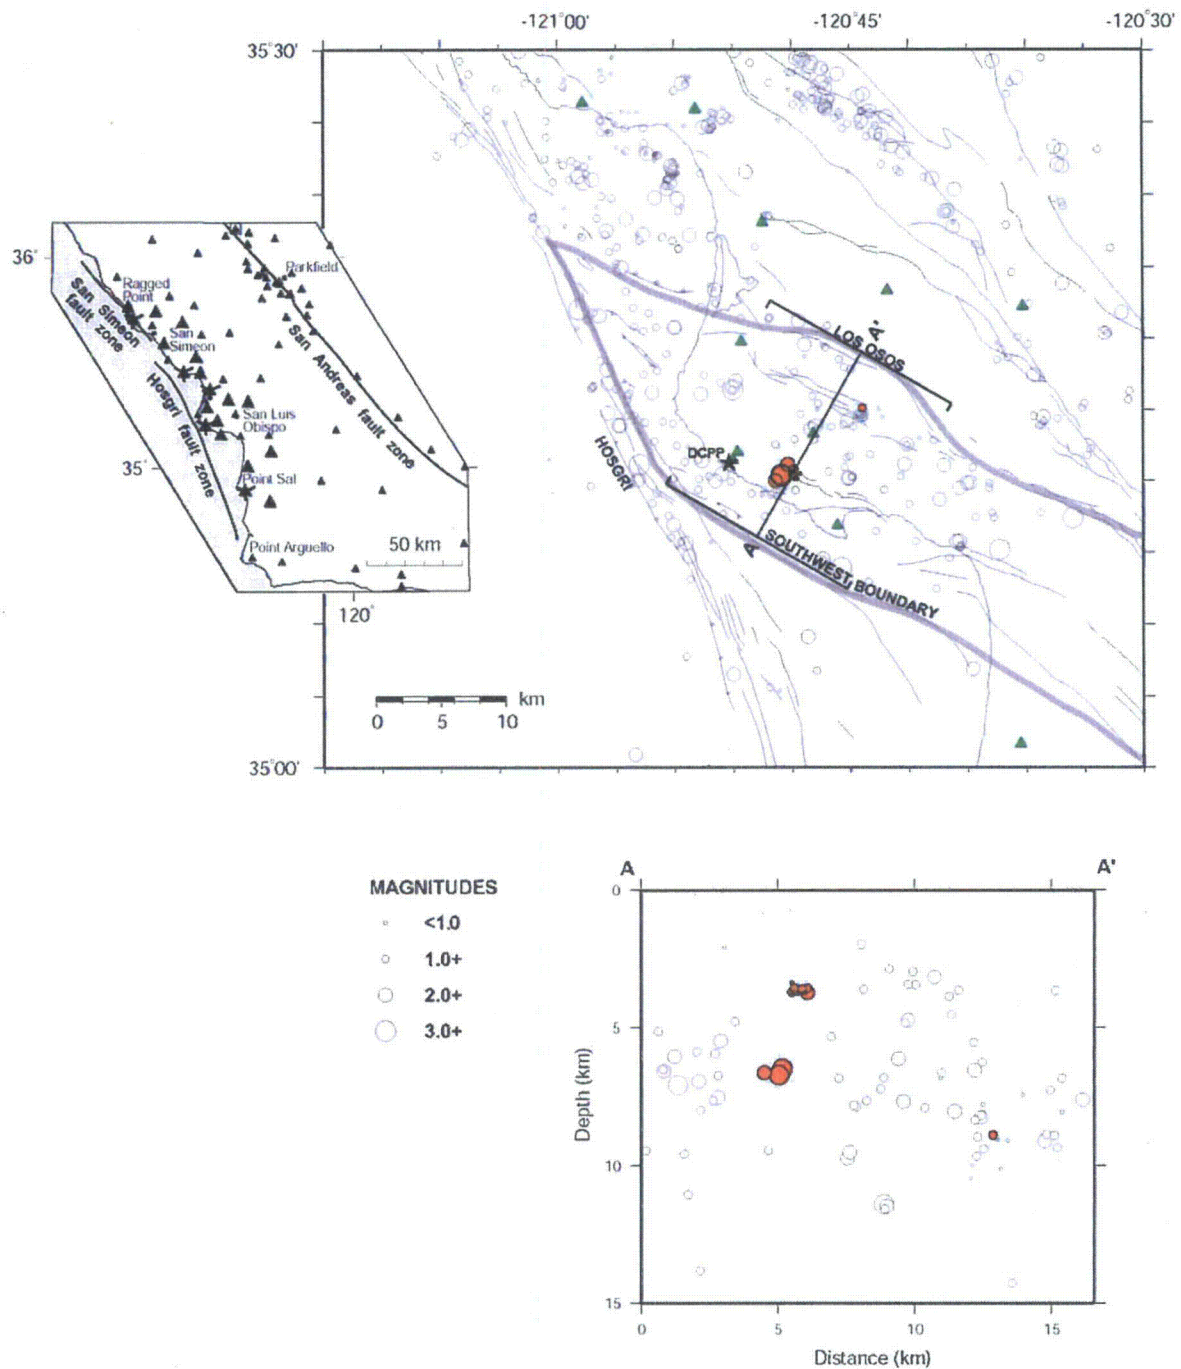 -121°00'
-120°45'
-120°30'
35°30'
36°
Parkfield
Ragged
Point
San Simeon
fault zone
San
Simeon
San Andreas fault zone
Hosgri fault zone
San Luis
Obispo
35°
Point Sal
Point Arguello
50 km
120°
A'
LOS OSOS
DCPP
HOSGRI
A
SOUTHWEST BOUNDARY
km
0 5 10
35°00'
MAGNITUDES
<1.0
1.0+
2.0+
3.0+
A A'
0
5
10
15
Depth (km)
0 5 10 15
Distance (km)